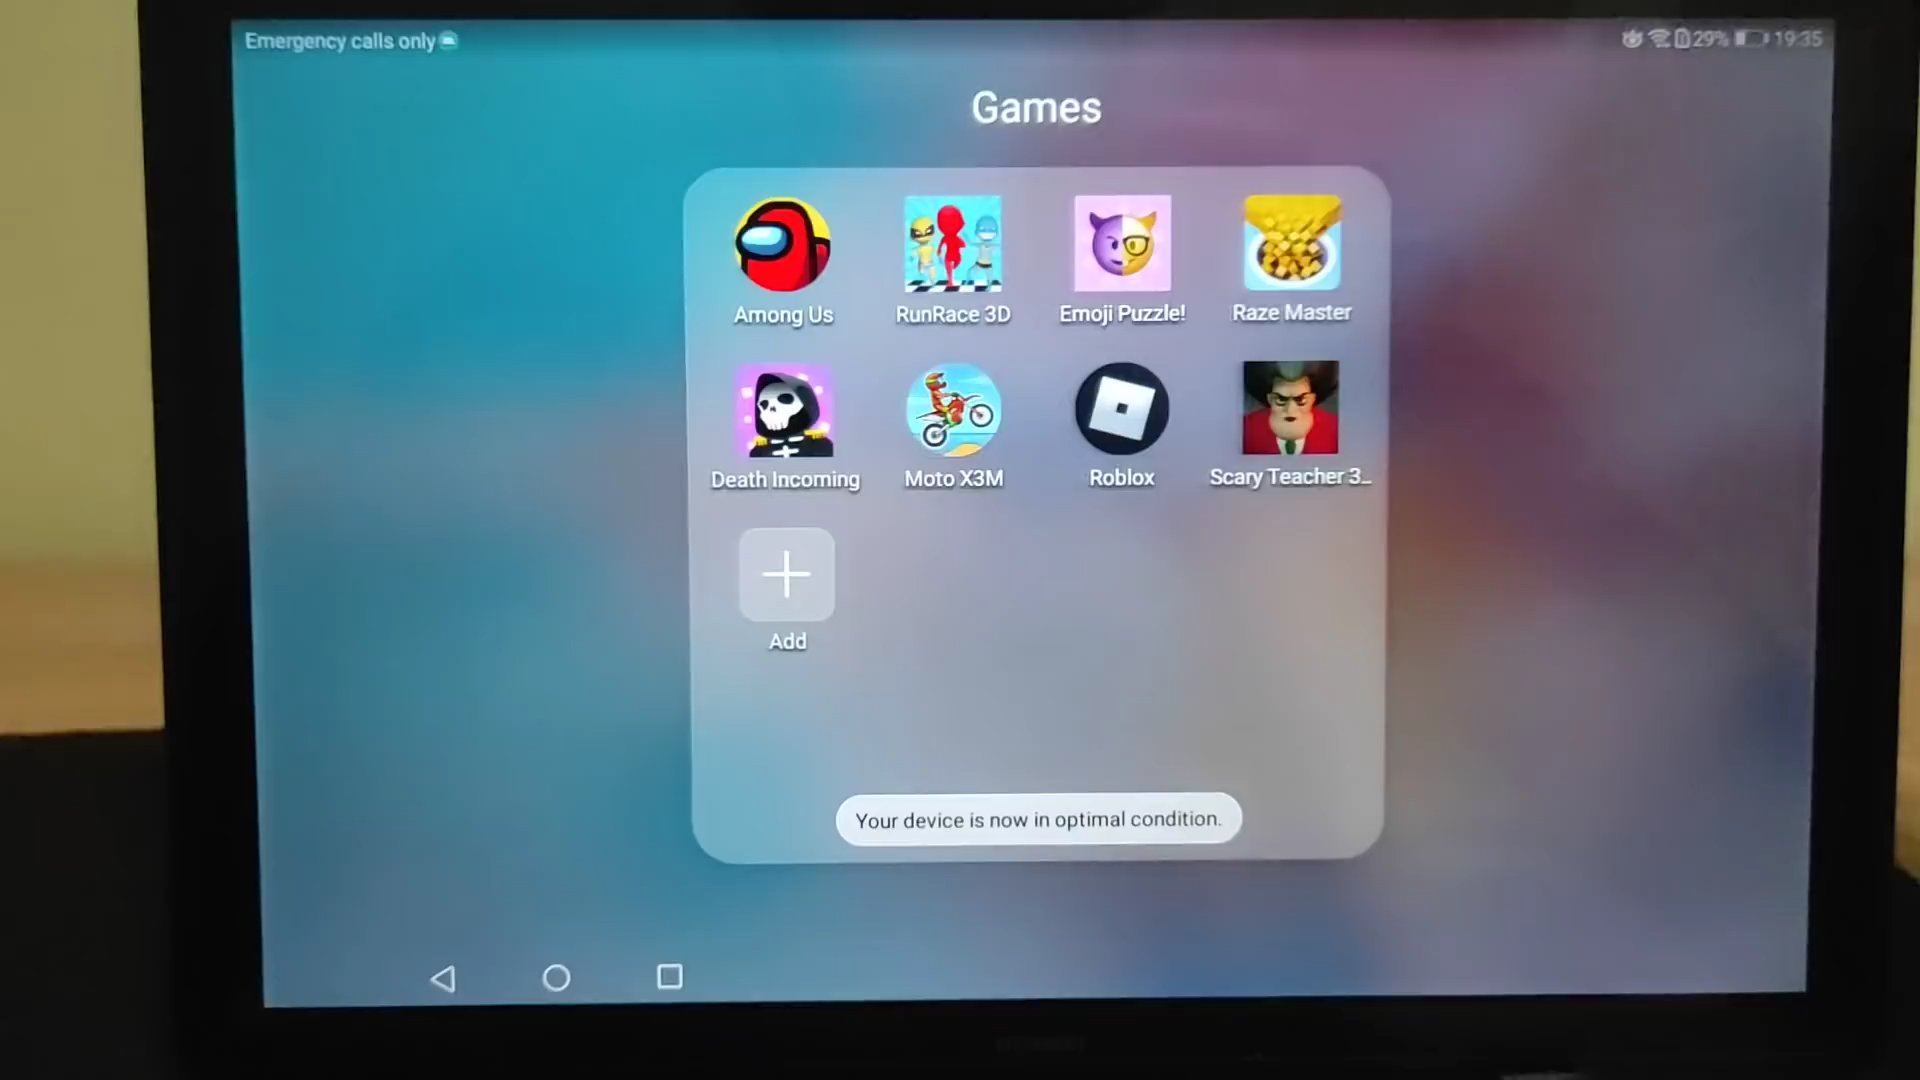 Emergency calls only
29% 19:35
Games
Among Us
RunRace 3D
Emoji Puzzle!
Raze Master
Death Incoming
Moto X3M
Roblox
Scary Teacher 3...
Add
Your device is now in optimal condition.